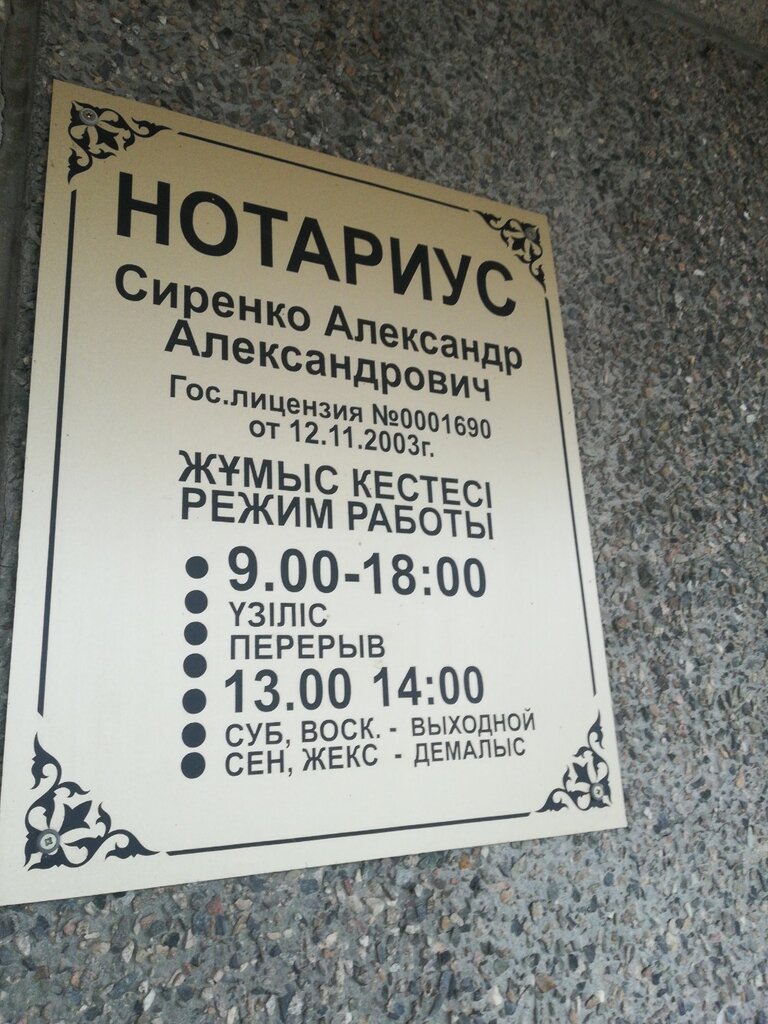 НОТАРИУС
Сиренко Александр
Александрович
Гос.лицензия №0001690
от 12.11.2003г.
ЖҰМЫС КЕСТЕСІ
РЕЖИМ РАБОТЫ
9.00-18:00
ҮЗІЛІС
ПЕРЕРЫВ
13.00 14:00
СУБ, ВОСК. - ВЫХОДНОЙ
СЕН, ЖЕКС - ДЕМАЛЫС